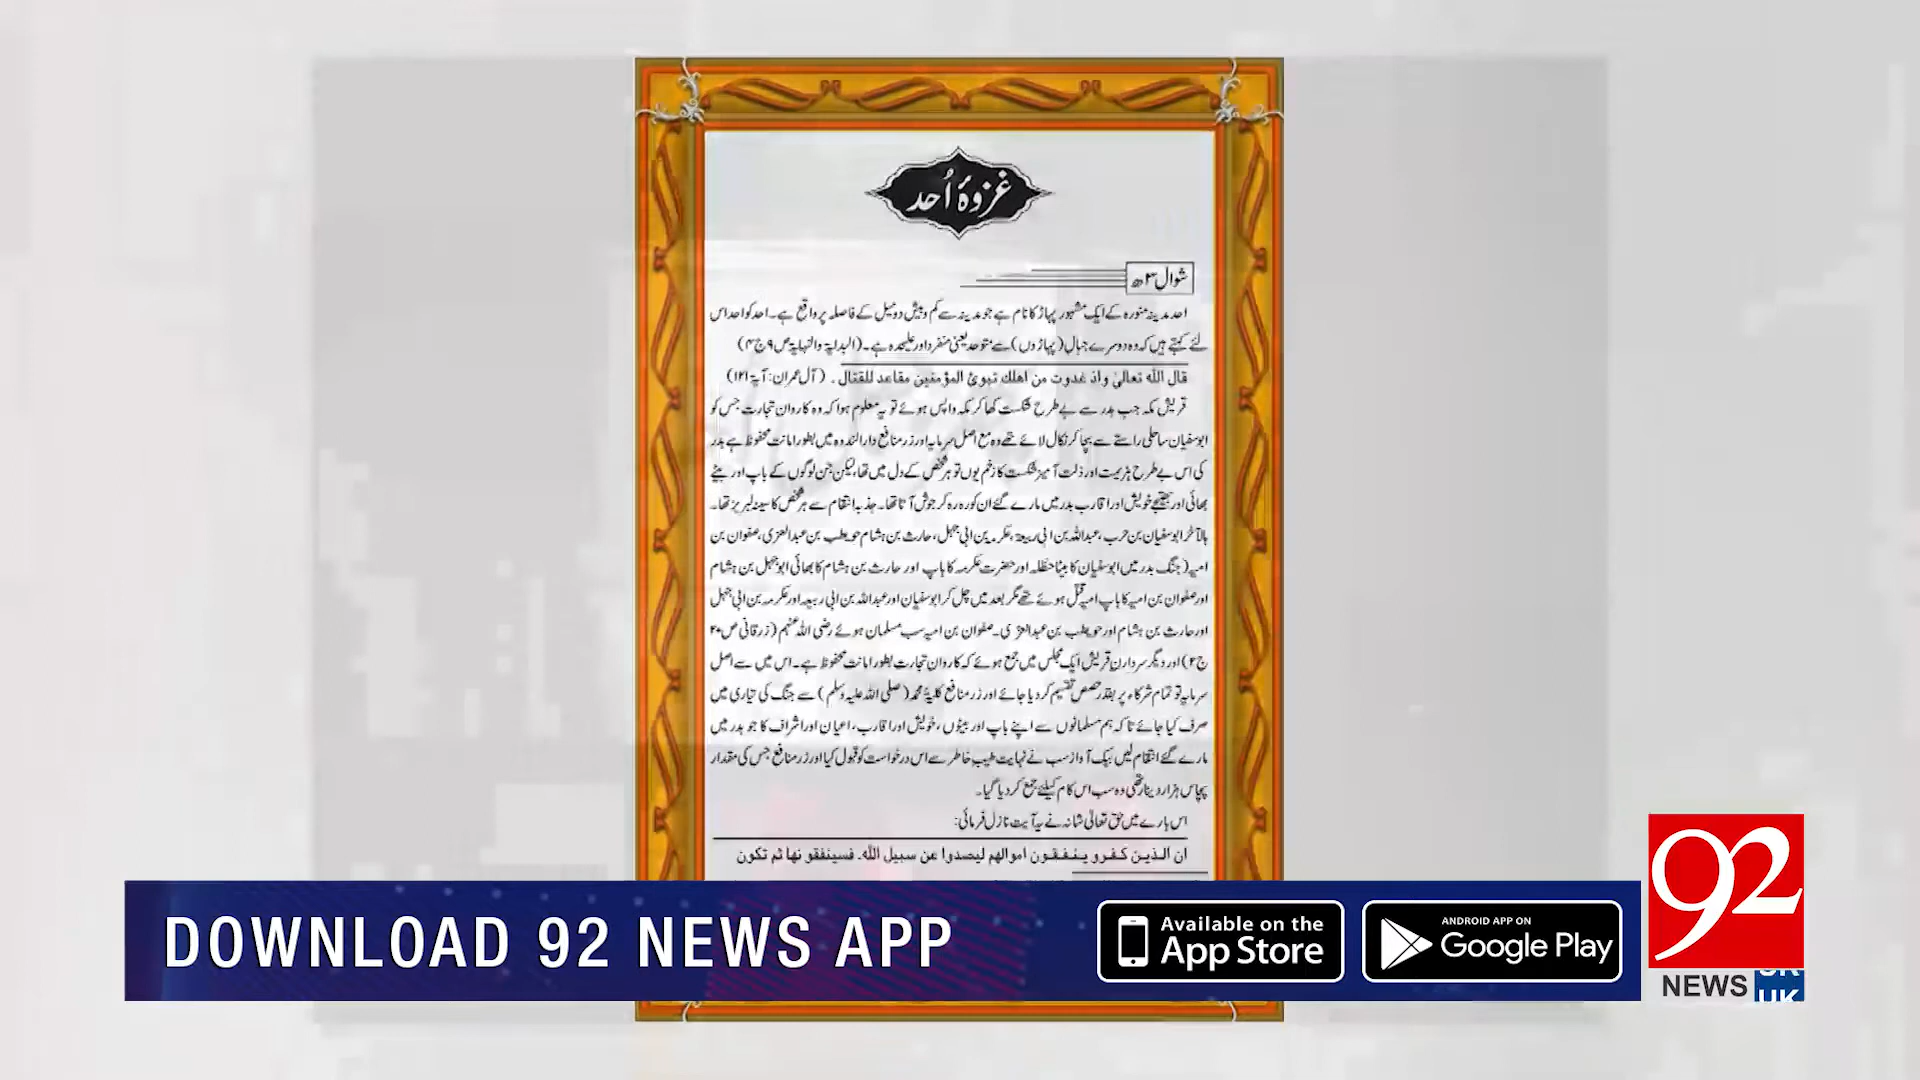 غزوۂ اُحد
شوال ۳ھ
احد مدینہ منورہ کے ایک مشہور پہاڑ کا نام ہے جو مدینہ سے کم و بیش دو میل کے فاصلہ پر واقع ہے۔ احد کو احد اس
لئے کہتے ہیں کہ وہ دوسرے جبال (پہاڑوں) سے متوحد یعنی منفرد اور علیحدہ ہے۔ (البدایۃ والنہایۃ ص ۹ ج ۴)
قال اللہ تعالیٰ واذ غدوت من اھلك تبوئ المؤمنین مقاعد للقتال . (آل عمران: آیۃ ۱۲۱)
قریش مکہ جب بدر سے بے طرح شکست کھا کر مکہ واپس ہوئے تو یہ معلوم ہوا کہ وہ کاروان تجارت جس کو
ابوسفیان ساحلی راستے سے بچا کر نکال لائے تھے وہ مع اصل سرمایہ اور زر منافع دارالندوہ میں بطور امانت محفوظ ہے بدر
کی اس بے طرح ہزیمت اور ذلت آمیز شکست کا زخم یوں تو ہر شخص کے دل میں تھا، لیکن جن لوگوں کے باپ اور بیٹے
بھائی اور بھتیجے خویش اور اقارب بدر میں مارے گئے ان کو رہ رہ کر جوش آتا تھا۔ جذبہ انتقام سے ہر شخص کا سینہ لبریز تھا۔
بالآخر ابوسفیان بن حرب، عبداللہ بن ابی ربیعۃ، عکرمہ بن ابی جہل، حارث بن ہشام حویطب بن عبدالعزی، صفوان بن
امیہ (جنگ بدر میں ابوسفیان کا بیٹا حنظلہ اور حضرت عکرمہ کا باپ اور حارث بن ہشام کا بھائی ابوجہل بن ہشام
اور صفوان بن امیہ کا باپ امیہ قتل ہوئے تھے مگر بعد میں چل کر ابوسفیان اور عبداللہ بن ابی ربیعہ اور عکرمہ بن ابی جہل
اور حارث بن ہشام اور حویطب بن عبدالعزی۔ صفوان بن امیہ سب مسلمان ہوئے رضی اللہ عنہم (زرقانی ص ۲۰
ج ۲) اور دیگر سرداران قریش ایک مجلس میں جمع ہوئے کہ کاروان تجارت بطور امانت محفوظ ہے۔ اس میں سے اصل
سرمایہ تو تمام شرکاء پر بقدر حصص تقسیم کر دیا جائے اور زر منافع کلیۃً محمد (صلی اللہ علیہ وسلم) سے جنگ کی تیاری میں
صرف کیا جائے تاکہ ہم مسلمانوں سے اپنے باپ اور بیٹوں، خویش اور اقارب، اعیان اور اشراف کا جو بدر میں
مارے گئے انتقام لیں بیک آواز سب نے نہایت طیب خاطر سے اس درخواست کو قبول کیا اور زر منافع جس کی مقدار
پچاس ہزار دینار تھی وہ سب اس کام کیلئے جمع کر دیا گیا۔
اس بارے میں حق تعالیٰ شانہ نے یہ آیت نازل فرمائی:
ان الذین کفرو ینفقون اموالھم لیصدوا عن سبیل اللہ. فسینفقو نھا ثم تکون
DOWNLOAD 92 NEWS APP
Available on the
App Store
ANDROID APP ON
Google Play
92
NEWS UK